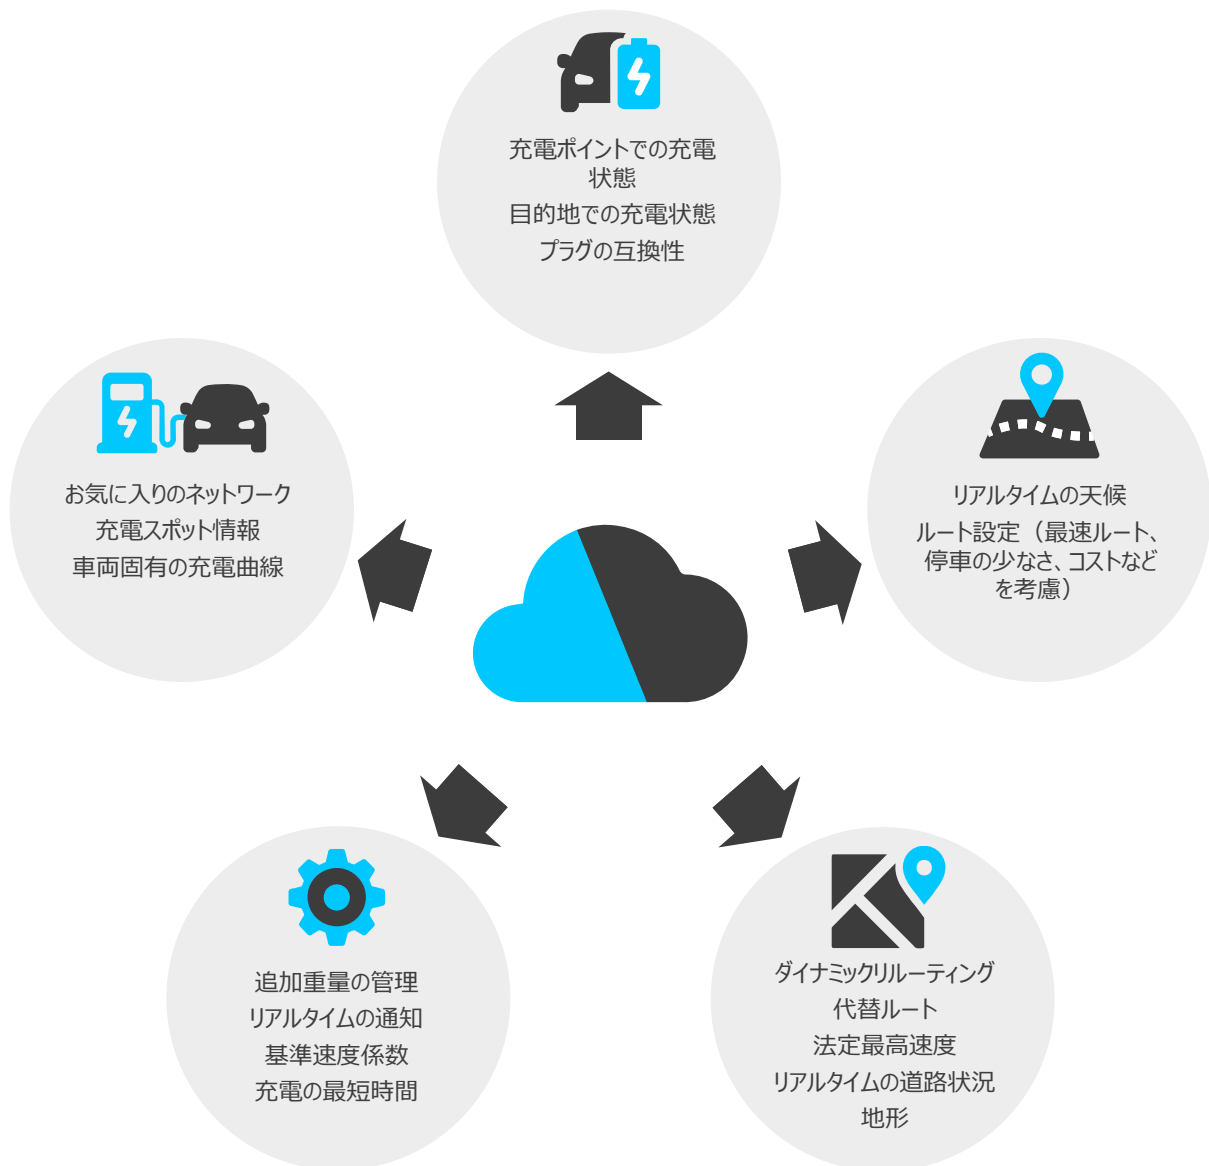 充電ポイントでの充電
状態
目的地での充電状態
プラグの互換性
お気に入りのネットワーク
充電スポット情報
車両固有の充電曲線
リアルタイムの天候
ルート設定（最速ルート、
停車の少なさ、コストなど
を考慮）
追加重量の管理
リアルタイムの通知
基準速度係数
充電の最短時間
ダイナミックリルーティング
代替ルート
法定最高速度
リアルタイムの道路状況
地形